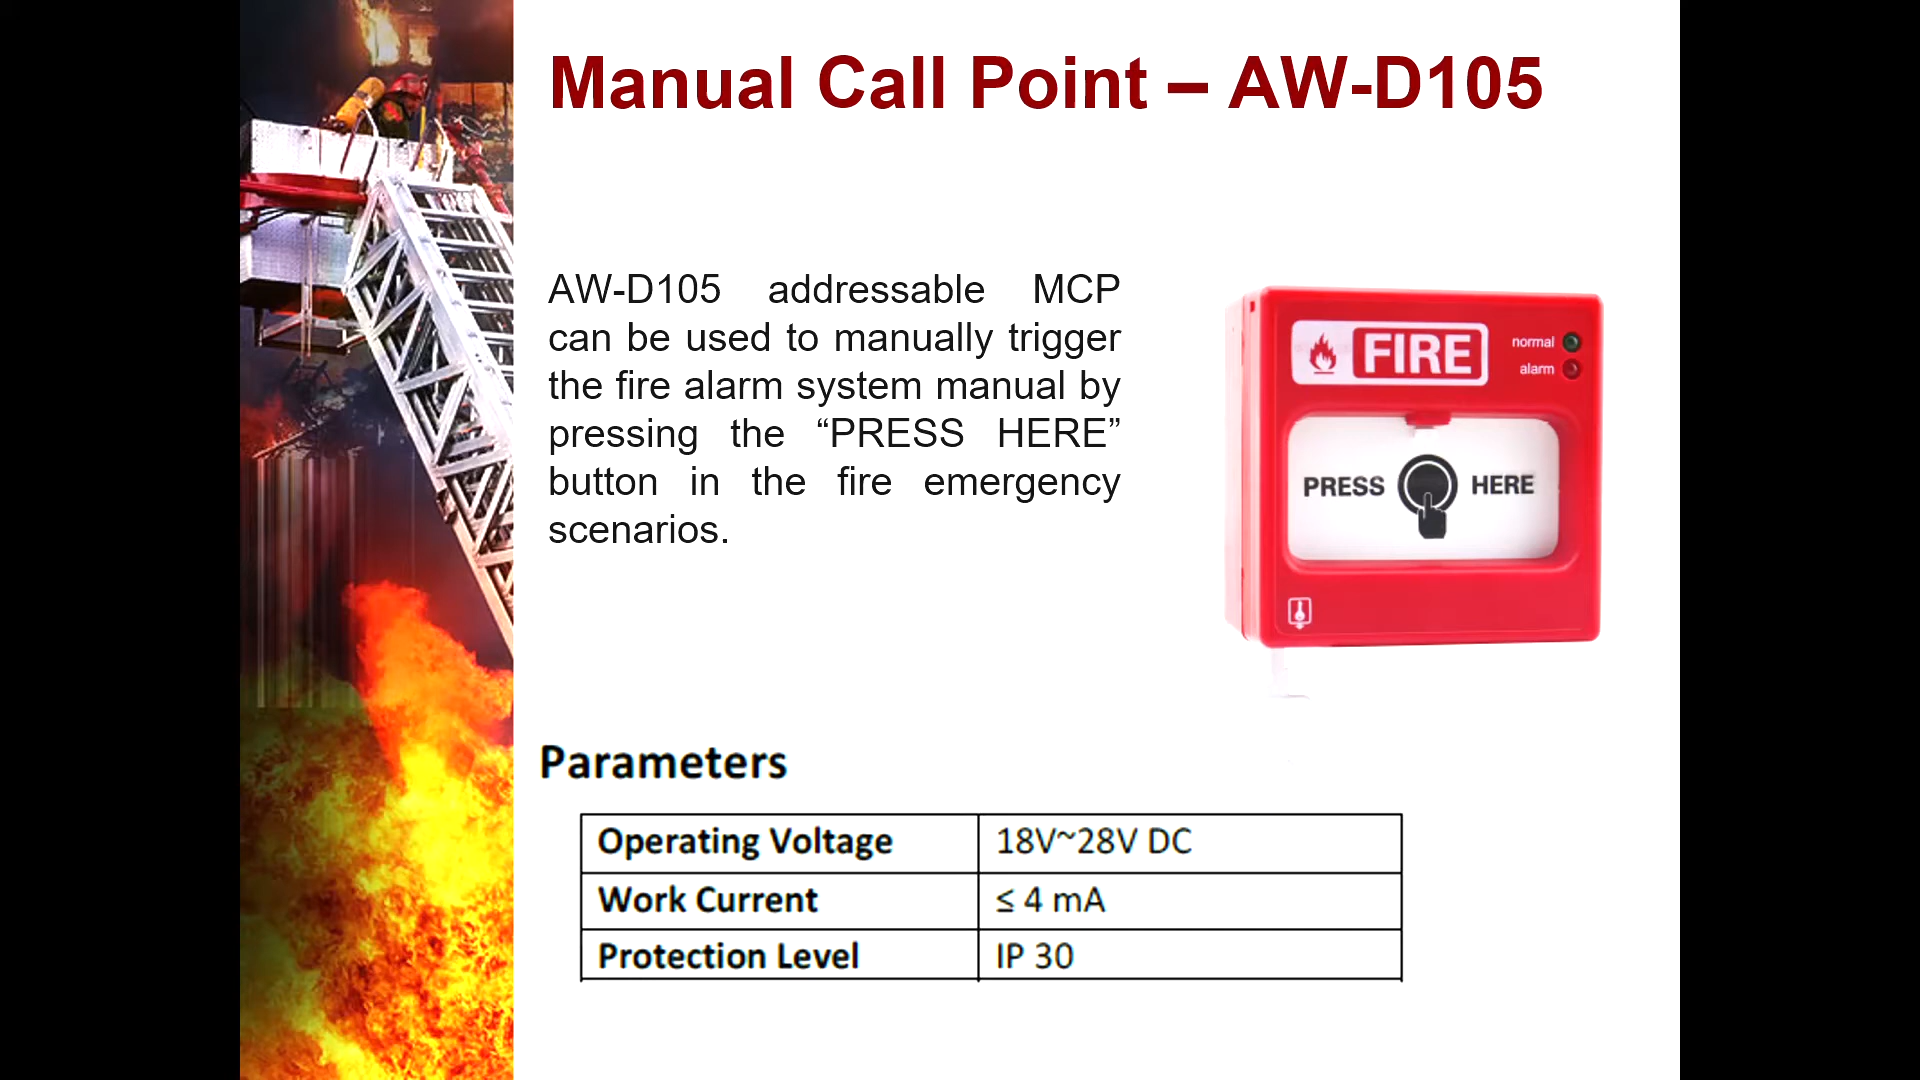 Manual Call Point – AW-D105
AW-D105 addressable MCP
can be used to manually trigger
the fire alarm system manual by
pressing the “PRESS HERE”
button in the fire emergency
scenarios.
FIRE
normal
alarm
PRESS HERE
Parameters
Operating Voltage 18V~28V DC
Work Current ≤ 4 mA
Protection Level IP 30